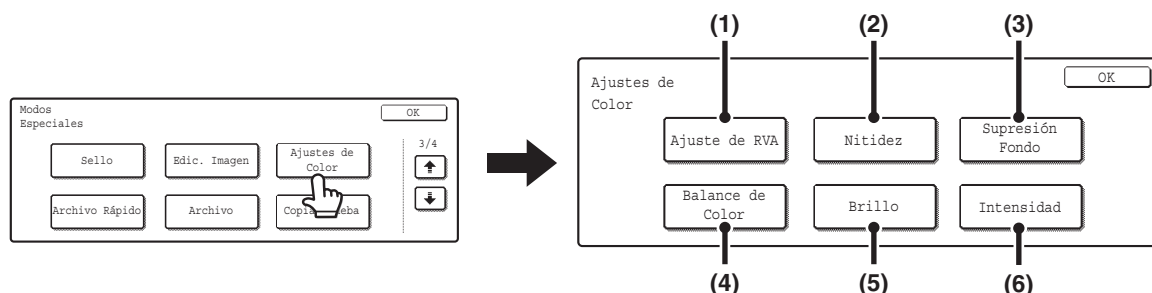 (1)
(2)
(3)
Modos
Especiales
OK
Sello
Edic. Imagen
Ajustes de
Color
3/4
Archivo Rápido
Archivo
Ajustes de
Color
OK
Ajuste de RVA
Nitidez
Supresión
Fondo
Balance de
Color
Brillo
Intensidad
(4)
(5)
(6)